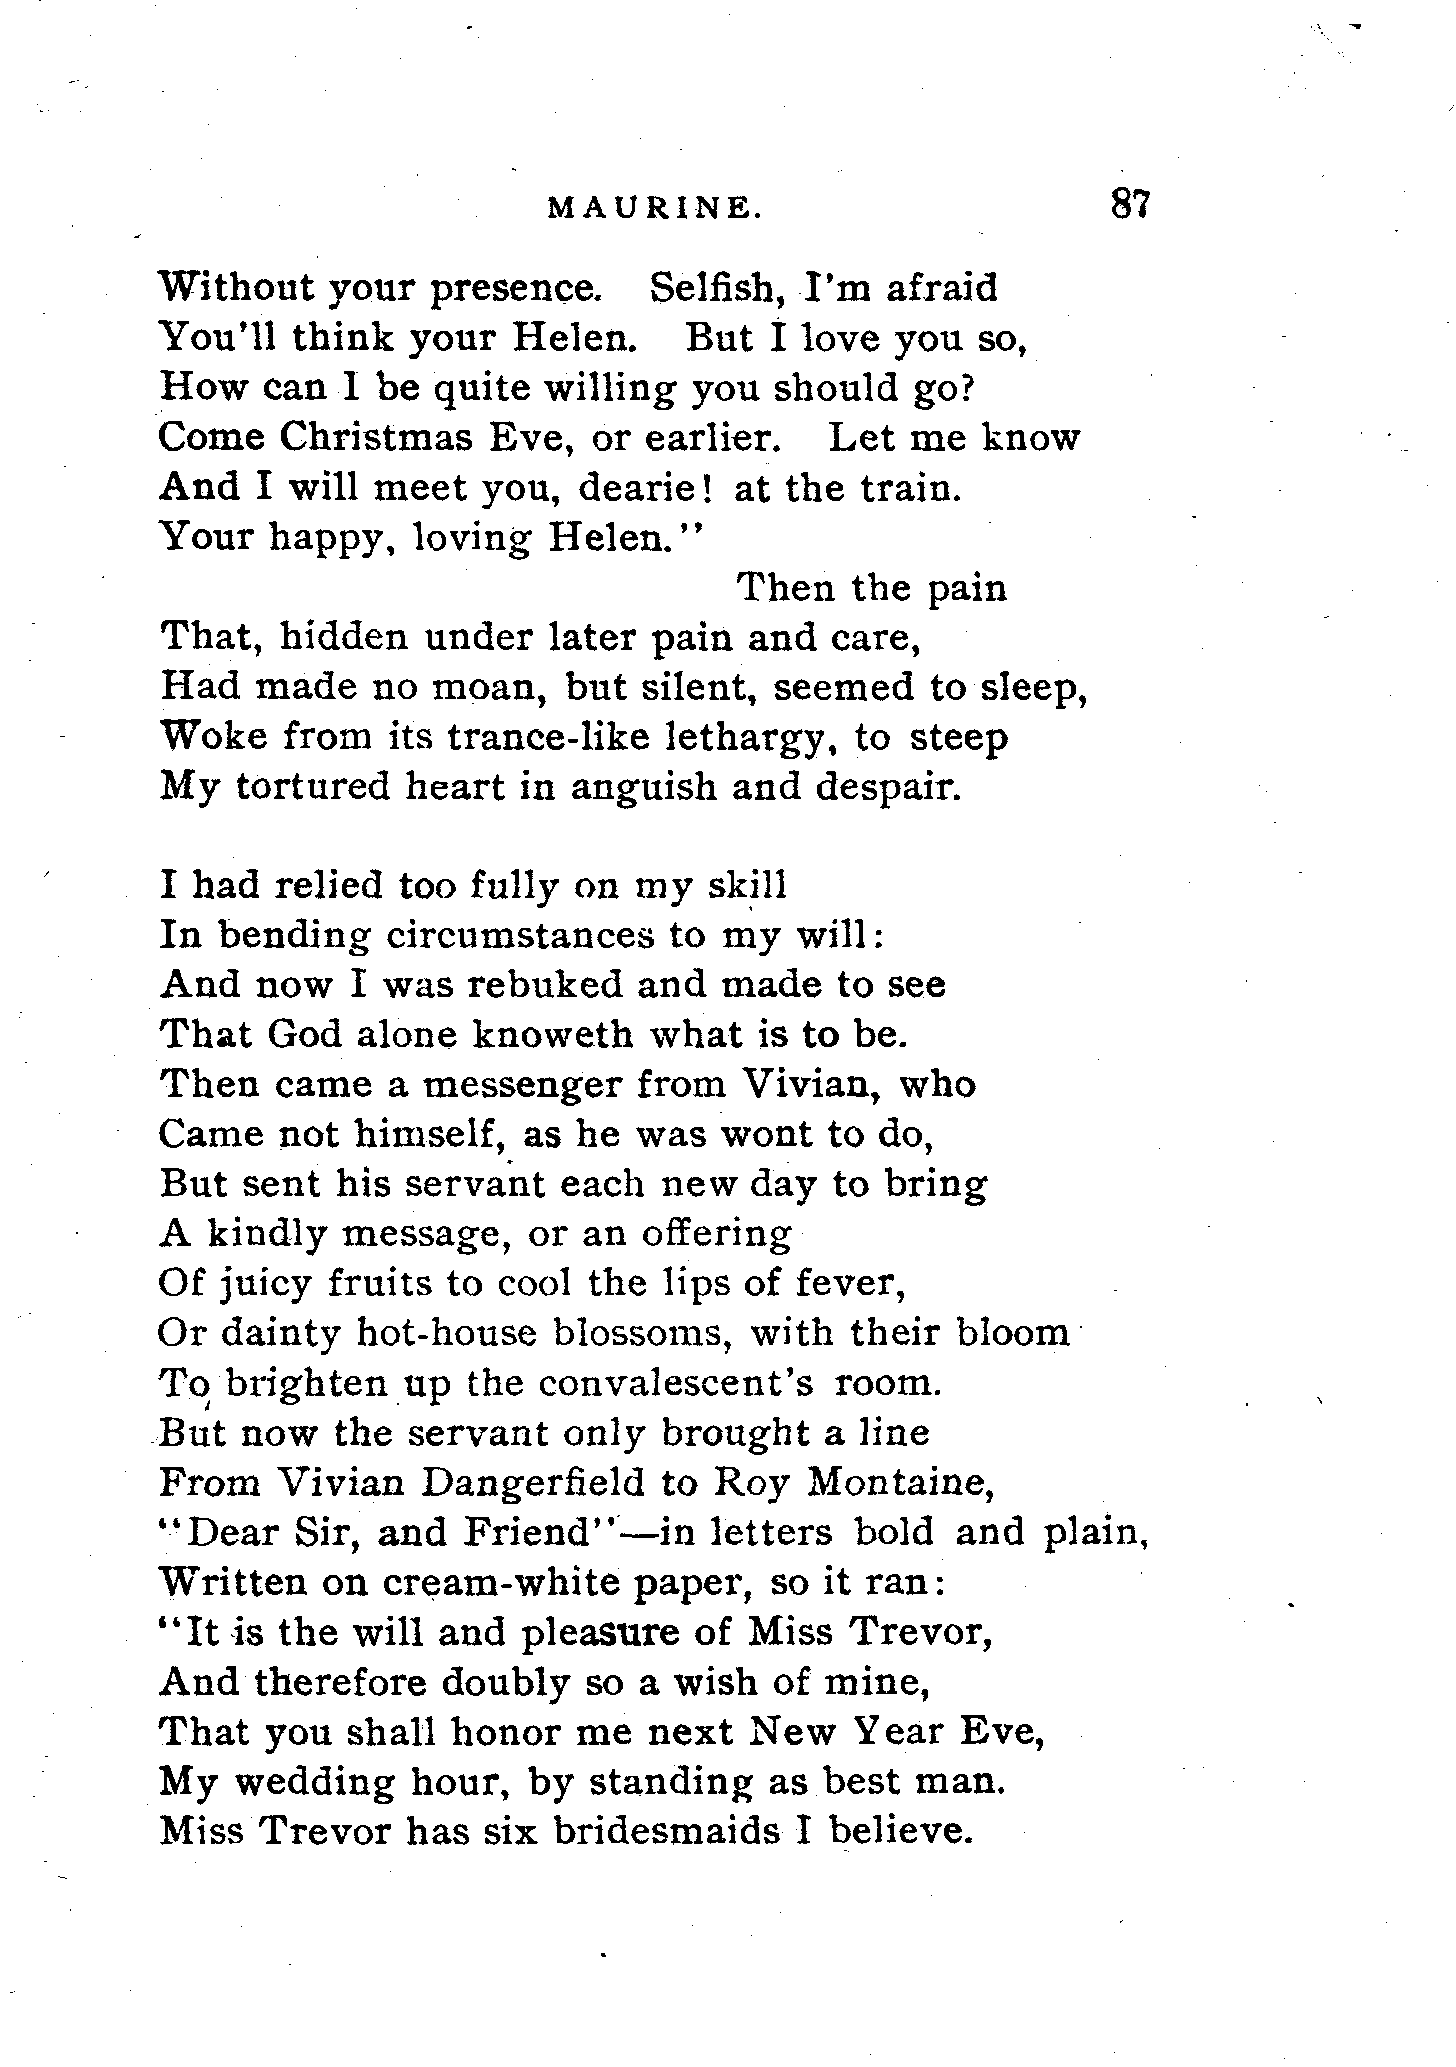 MAURINE. 87
Without your presence. Selfish, I'm afraid
You'll think your Helen. But I love you so,
How can I be quite willing you should go?
Come Christmas Eve, or earlier. Let me know
And I will meet you, dearie! at the train.
Your happy, loving Helen."
Then the pain
That, hidden under later pain and care,
Had made no moan, but silent, seemed to sleep,
Woke from its trance-like lethargy, to steep
My tortured heart in anguish and despair.

I had relied too fully on my skill
In bending circumstances to my will:
And now I was rebuked and made to see
That God alone knoweth what is to be.
Then came a messenger from Vivian, who
Came not himself, as he was wont to do,
But sent his servant each new day to bring
A kindly message, or an offering
Of juicy fruits to cool the lips of fever,
Or dainty hot-house blossoms, with their bloom
To brighten up the convalescent's room.
But now the servant only brought a line
From Vivian Dangerfield to Roy Montaine,
"Dear Sir, and Friend"—in letters bold and plain,
Written on cream-white paper, so it ran:
"It is the will and pleasure of Miss Trevor,
And therefore doubly so a wish of mine,
That you shall honor me next New Year Eve,
My wedding hour, by standing as best man.
Miss Trevor has six bridesmaids I believe.